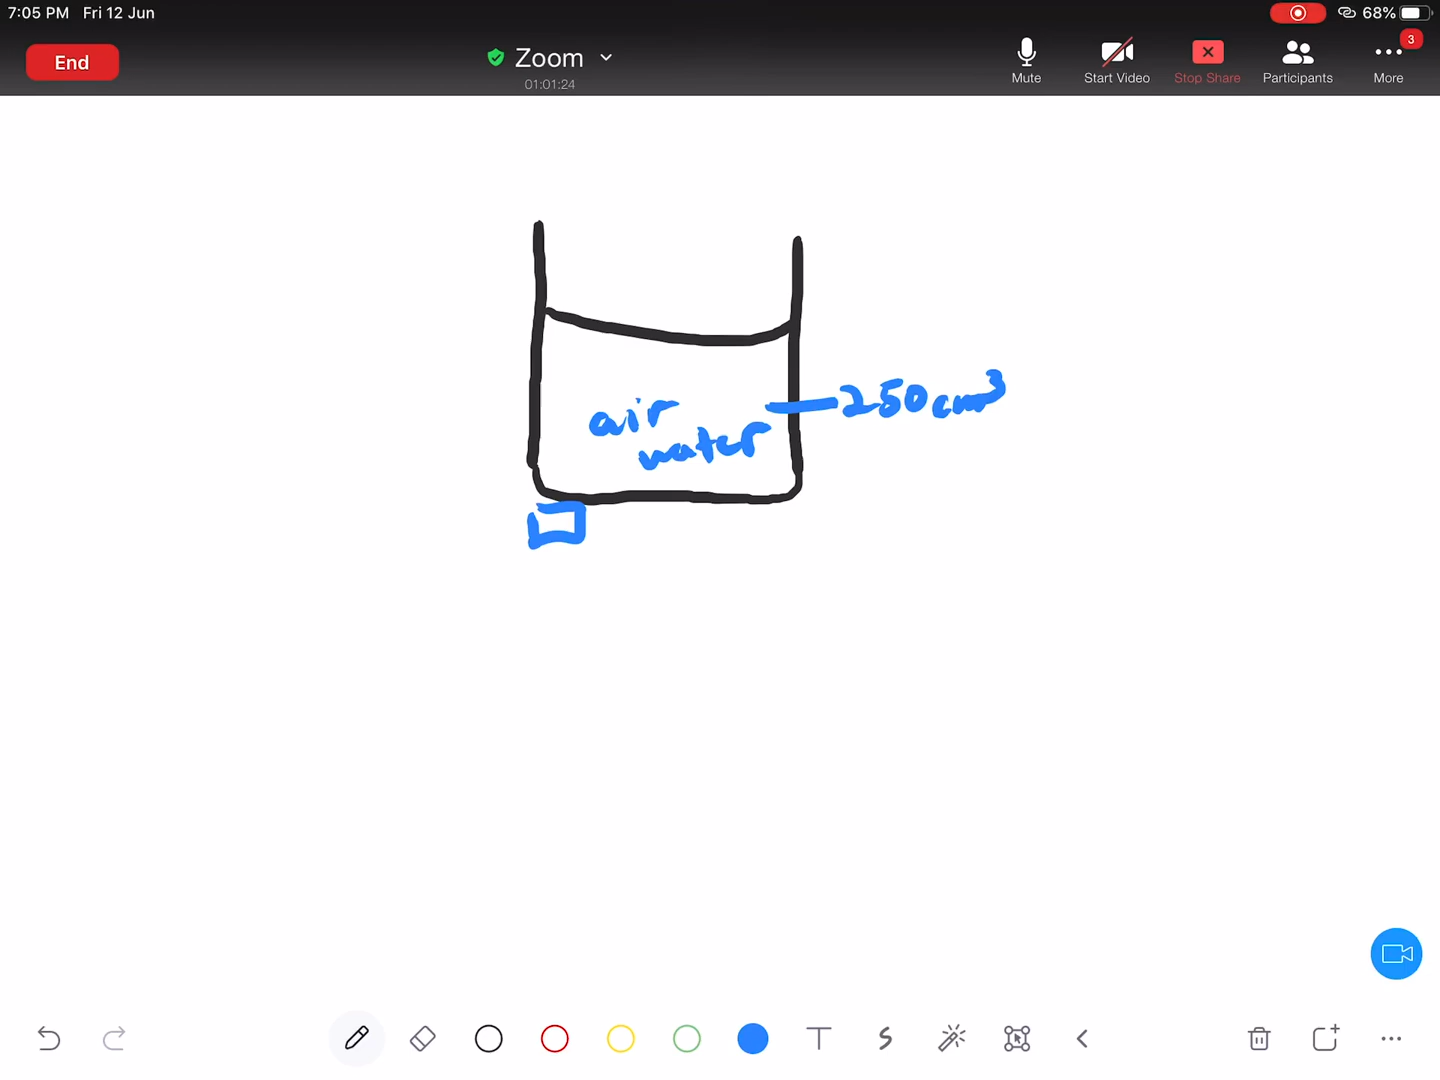 7:05 PM Fri 12 Jun
68%
End
Zoom
01:01:24
Mute
Start Video
Stop Share
Participants
More
3
250cm³
air
water
T